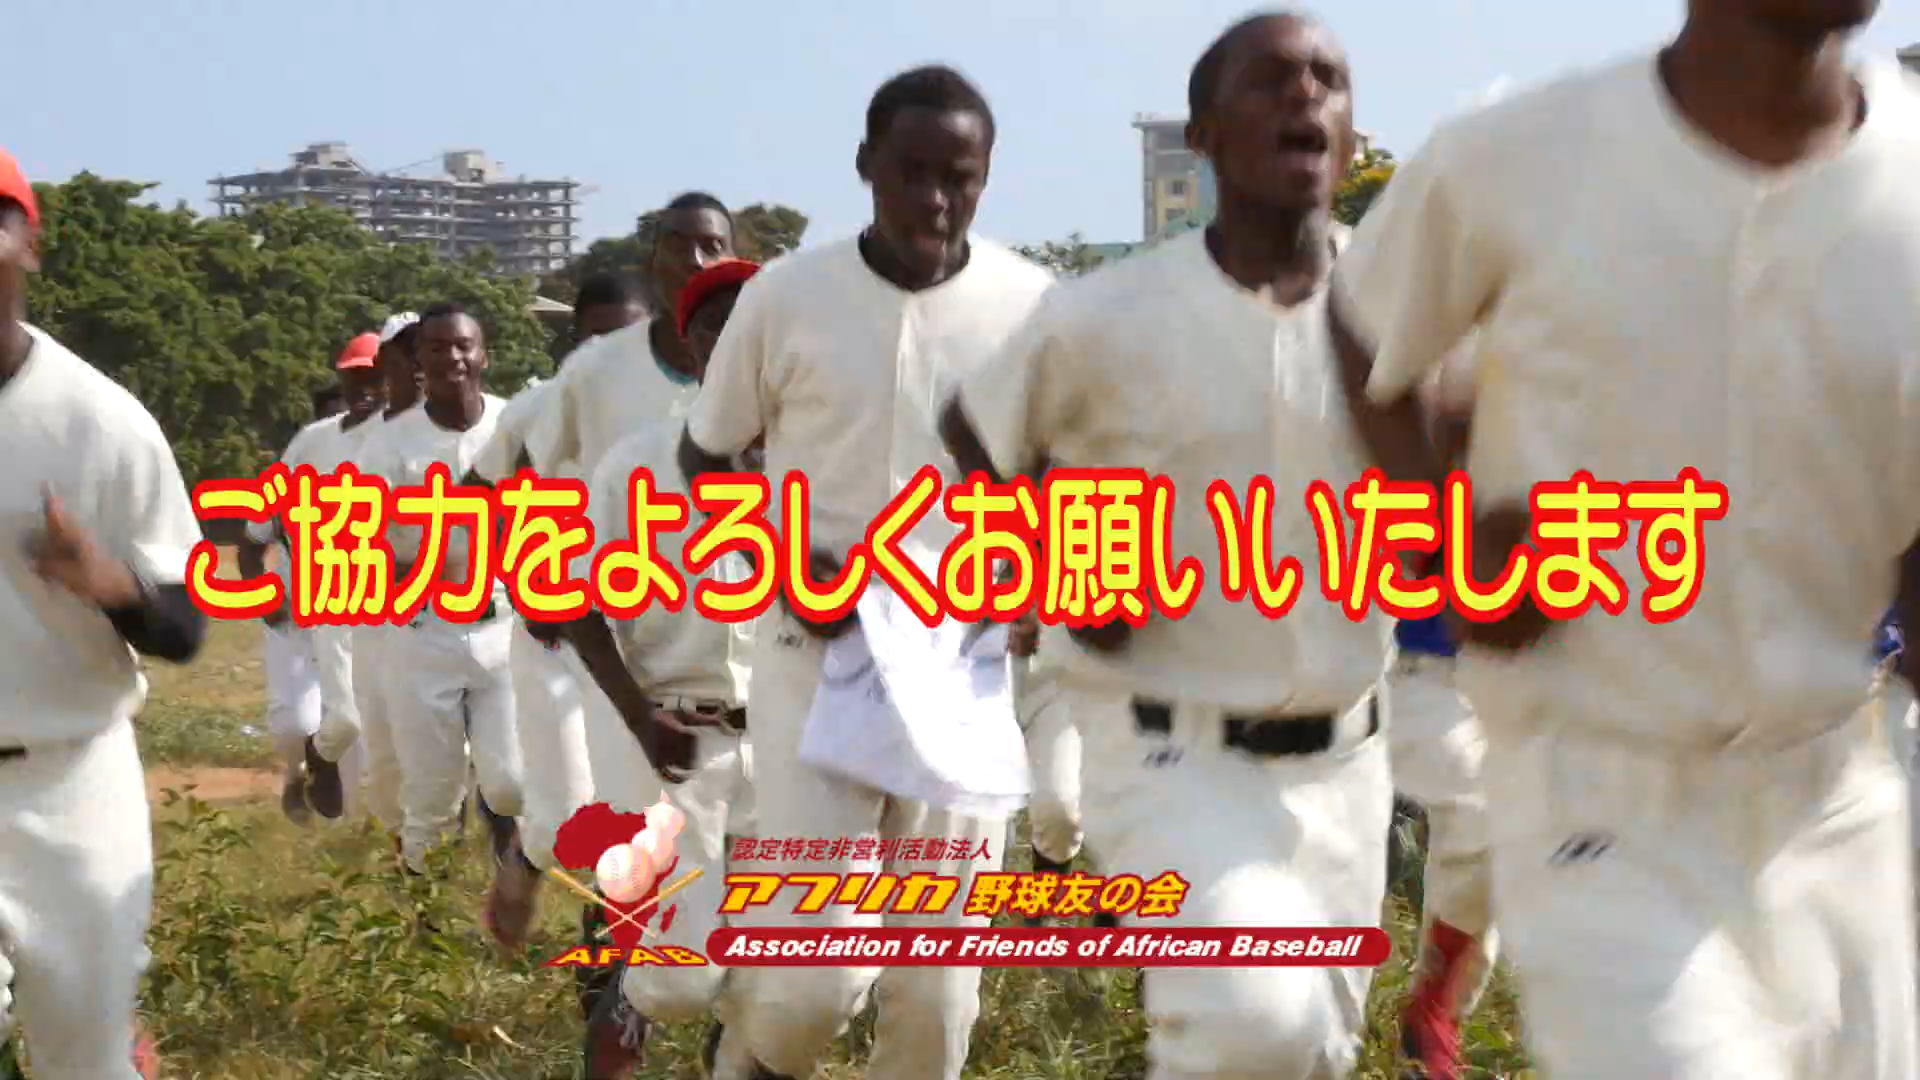 ご協力をよろしくお願いいたします
認定特定非営利活動法人
アフリカ野球友の会
AFAB
Association for Friends of African Baseball